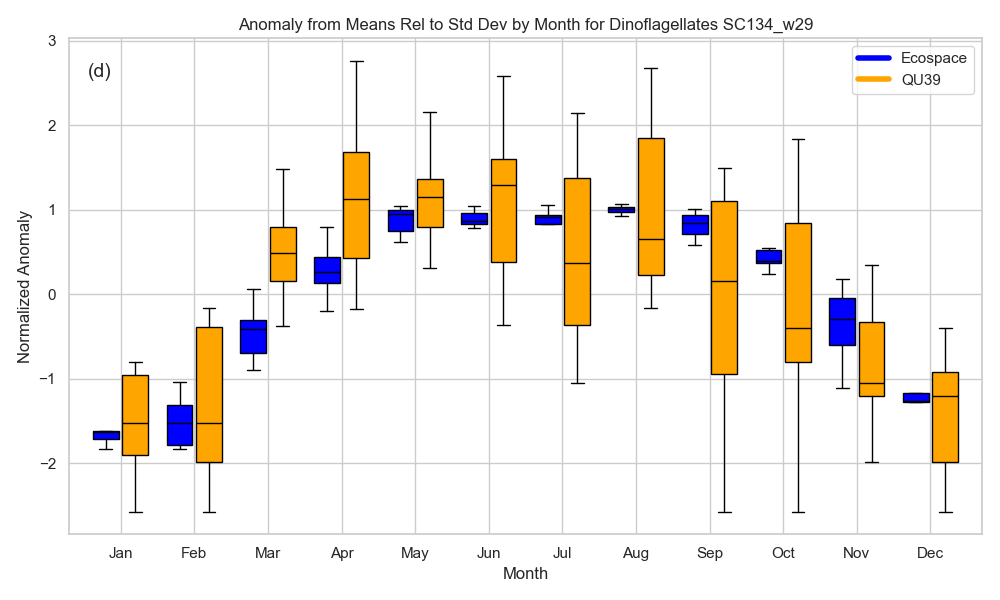 Anomaly from Means Rel to Std Dev by Month for Dinoflagellates SC134_w29
(d)
Ecospace
QU39
3
2
1
0
−1
−2
Normalized Anomaly
Jan Feb Mar Apr May Jun Jul Aug Sep Oct Nov Dec
Month